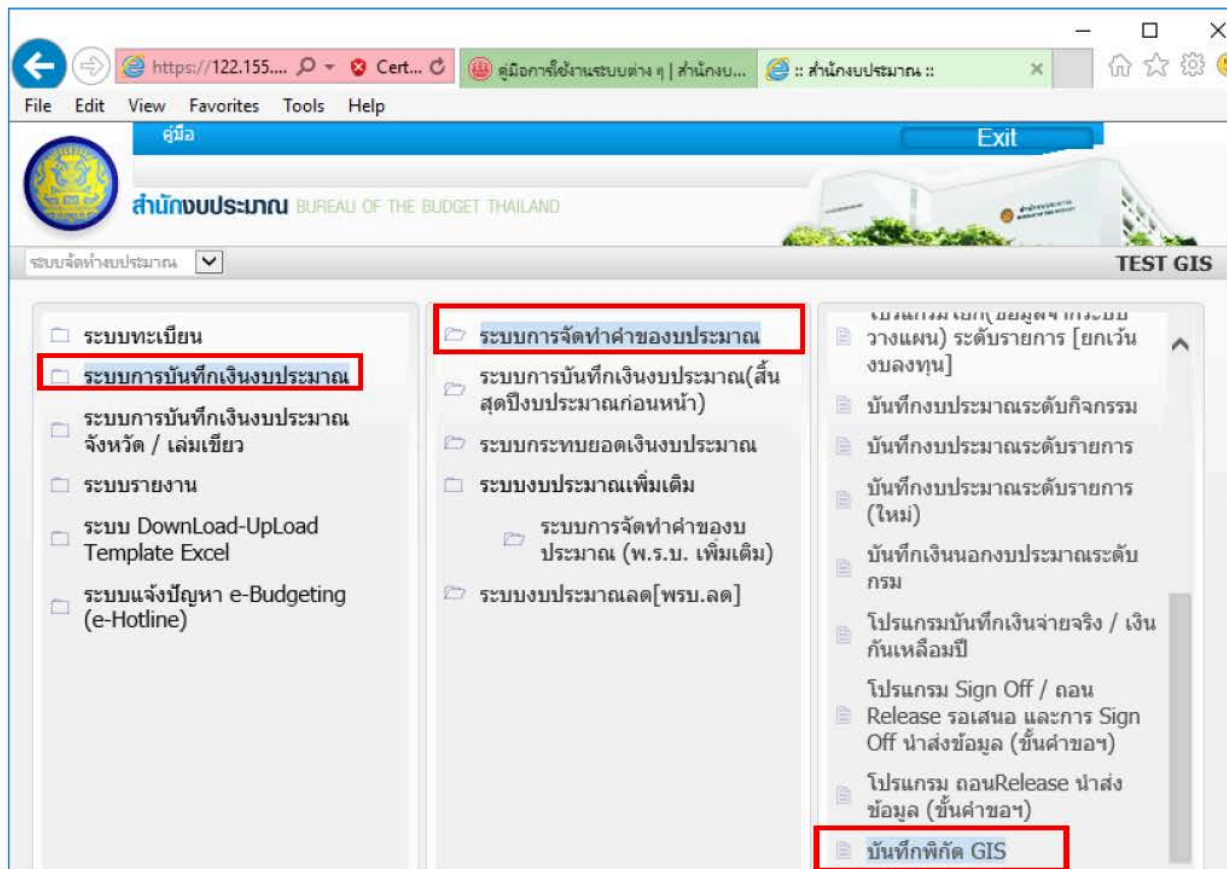 https://122.155....
Cert...
คู่มือการใช้งานระบบต่าง ๆ | สำนักงบ...
:: สำนักงบประมาณ ::
File Edit View Favorites Tools Help
คู่มือ
Exit
สำนักงบประมาณ BUREAU OF THE BUDGET THAILAND
ระบบจัดทำงบประมาณ
TEST GIS
ระบบทะเบียน
ระบบการบันทึกเงินงบประมาณ
ระบบการบันทึกเงินงบประมาณ
จังหวัด / เล่มเขียว
ระบบรายงาน
ระบบ DownLoad-UpLoad
Template Excel
ระบบแจ้งปัญหา e-Budgeting
(e-Hotline)
ระบบการจัดทำคำของบประมาณ
ระบบการบันทึกเงินงบประมาณ(สิ้น
สุดปีงบประมาณก่อนหน้า)
ระบบกระทบยอดเงินงบประมาณ
ระบบงบประมาณเพิ่มเติม
ระบบการจัดทำคำของบ
ประมาณ (พ.ร.บ. เพิ่มเติม)
ระบบงบประมาณลด[พรบ.ลด]
วางแผน) ระดับรายการ [ยกเว้น
งบลงทุน]
บันทึกงบประมาณระดับกิจกรรม
บันทึกงบประมาณระดับรายการ
บันทึกงบประมาณระดับรายการ
(ใหม่)
บันทึกเงินนอกงบประมาณระดับ
กรม
โปรแกรมบันทึกเงินจ่ายจริง / เงิน
กันเหลือมปี
โปรแกรม Sign Off / ถอน
Release รอเสนอ และการ Sign
Off นำส่งข้อมูล (ขั้นคำขอฯ)
โปรแกรม ถอนRelease นำส่ง
ข้อมูล (ขั้นคำขอฯ)
บันทึกพิกัด GIS